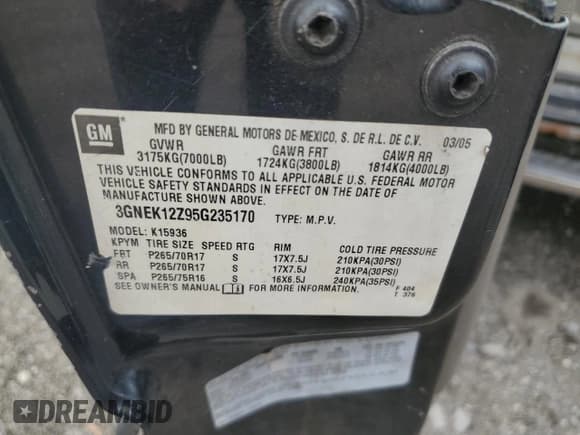 GM
MFD BY GENERAL MOTORS DE MEXICO, S. DE R.L. DE C.V. 03/05
GVWR GAWR FRT GAWR RR
3175KG(7000LB) 1724KG(3800LB) 1814KG(4000LB)
THIS VEHICLE CONFORMS TO ALL APPLICABLE U.S. FEDERAL MOTOR
VEHICLE SAFETY STANDARDS IN EFFECT ON THE DATE OF
MANUFACTURE SHOWN ABOVE.
3GNEK12Z95G235170 TYPE: M.P.V.
MODEL: K15936
KPYM TIRE SIZE SPEED RTG RIM COLD TIRE PRESSURE
FRT P265/70R17 S 17X7.5J 210KPA(30PSI)
RR P265/70R17 S 17X7.5J 210KPA(30PSI)
SPA P265/75R16 S 16X6.5J 240KPA(35PSI)
SEE OWNER'S MANUAL FOR MORE INFORMATION. F 404
T 376
DREAMBID